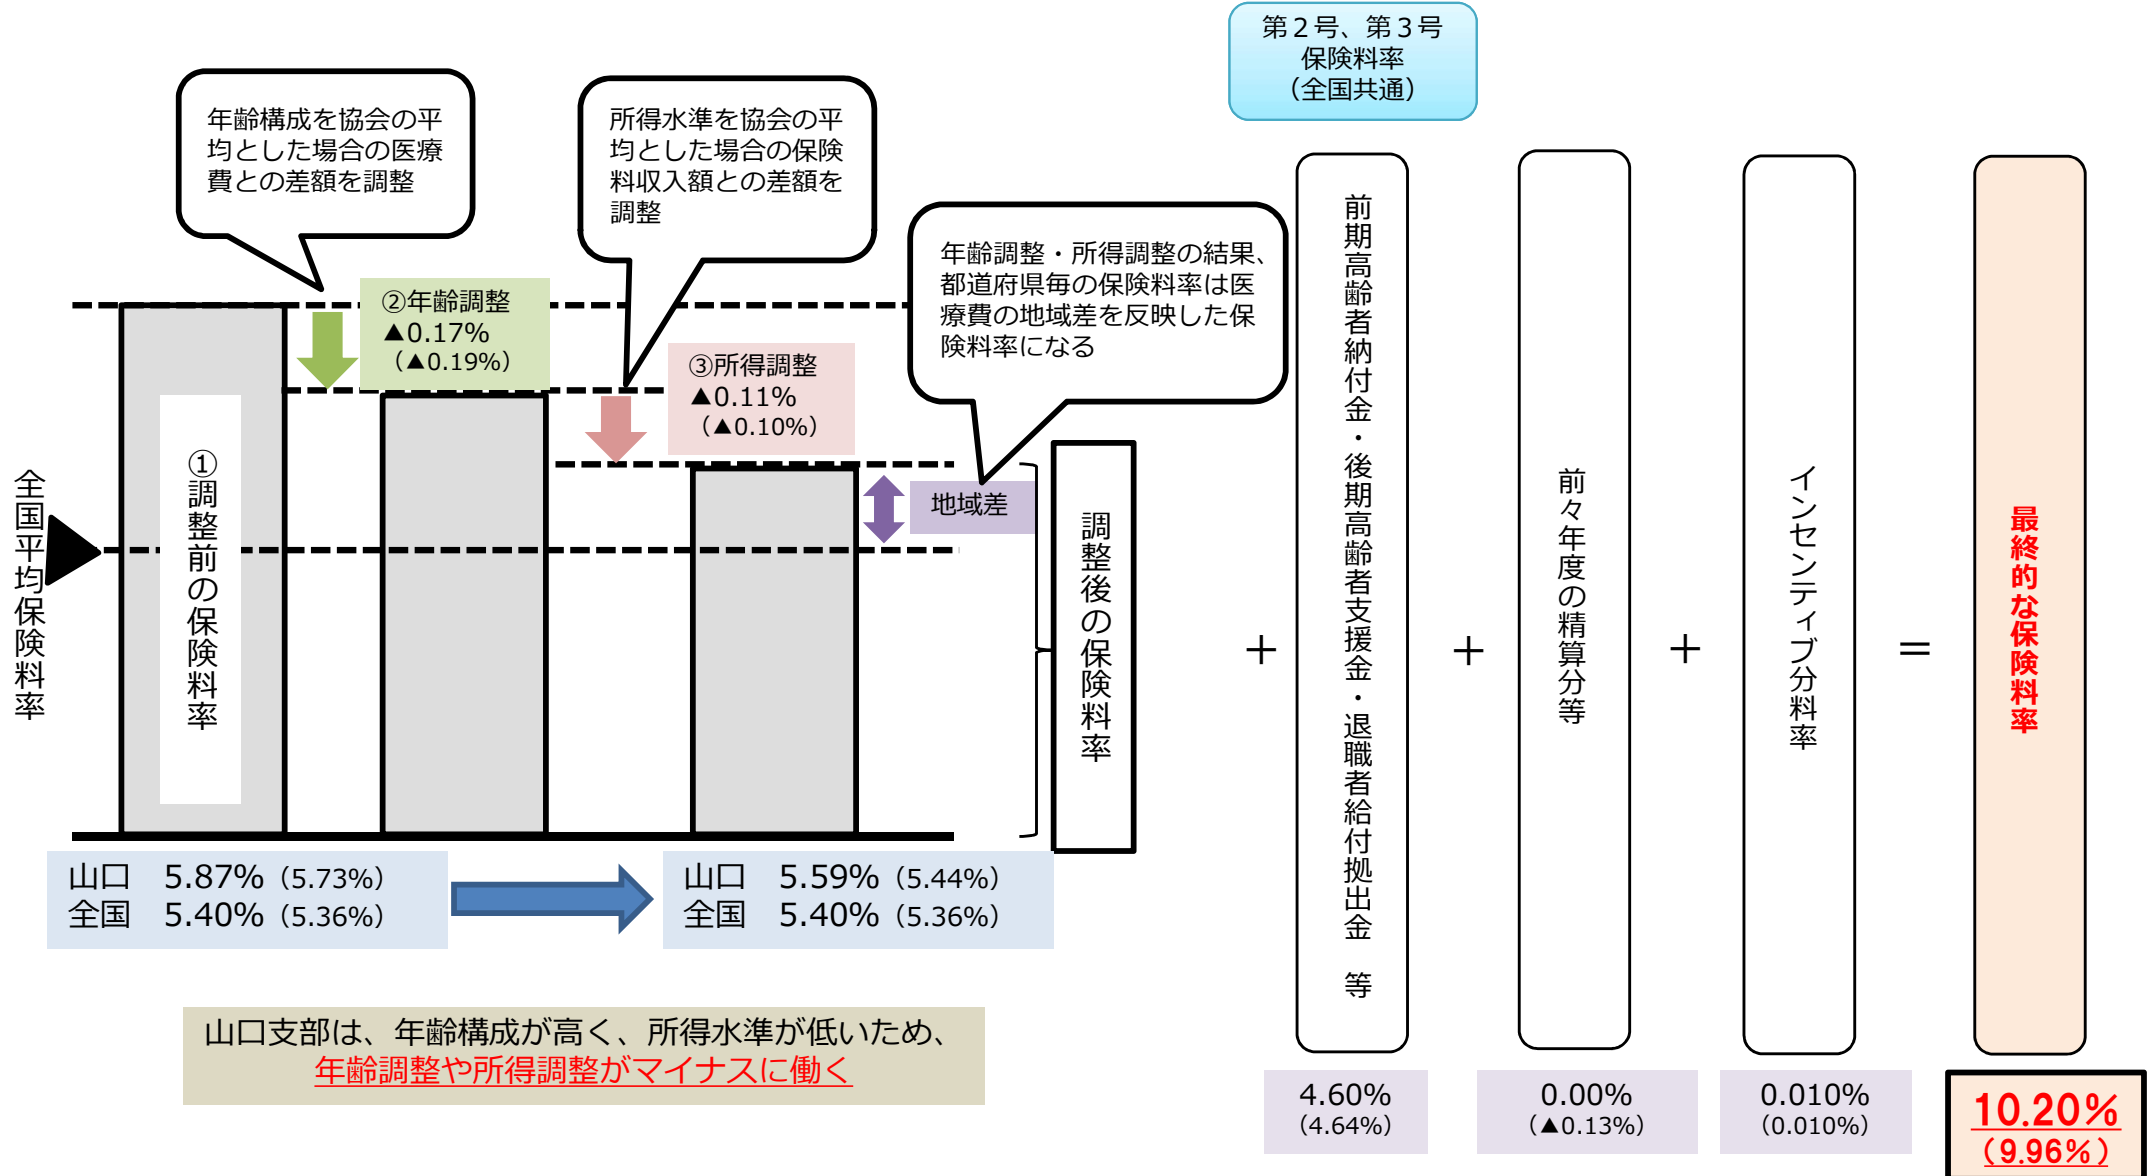 第２号、第３号
保険料率
（全国共通）
年齢構成を協会の平
均とした場合の医療
費との差額を調整
所得水準を協会の平
均とした場合の保険
料収入額との差額を
調整
年齢調整・所得調整の結果、
都道府県毎の保険料率は医
療費の地域差を反映した保
険料率になる
②年齢調整
▲0.17%
（▲0.19%）
③所得調整
▲0.11%
（▲0.10%）
地域差
全国平均保険料率
①調整前の保険料率
調整後の保険料率
＋
前期高齢者納付金・後期高齢者支援金・退職者給付拠出金　等
＋
前々年度の精算分等
＋
インセンティブ分料率
＝
最終的な保険料率
山口　5.87%（5.73%）
全国　5.40%（5.36%）
山口　5.59%（5.44%）
全国　5.40%（5.36%）
山口支部は、年齢構成が高く、所得水準が低いため、
年齢調整や所得調整がマイナスに働く
4.60%
（4.64%）
0.00%
（▲0.13%）
0.010%
（0.010%）
10.20%
（9.96%）